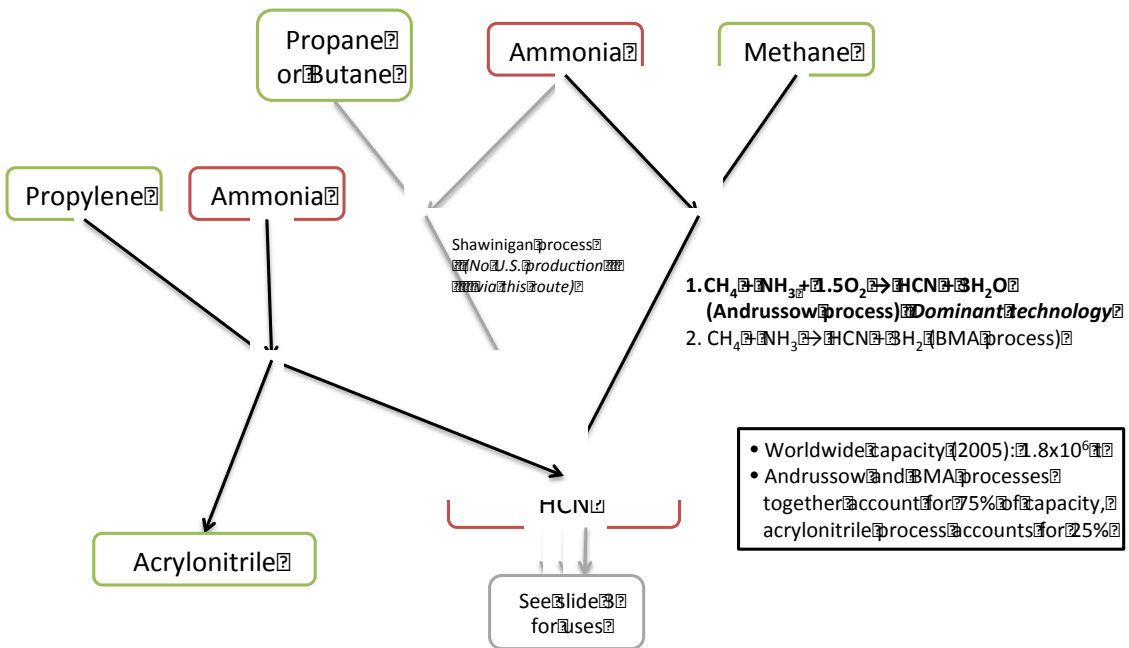 Propane
or Butane
Ammonia
Methane
Propylene
Ammonia
Shawinigan process
(No U.S. production
via this route)
1. CH₄ + NH₃ + 1.5O₂ → HCN + 3H₂O
(Andrussow process) Dominant technology
2. CH₄ + NH₃ → HCN + 3H₂ (BMA process)
• Worldwide capacity (2005): 1.8x10⁶ t
• Andrussow and BMA processes
together account for 75% of capacity,
acrylonitrile process accounts for 25%
HCN
Acrylonitrile
See slide 3
for uses